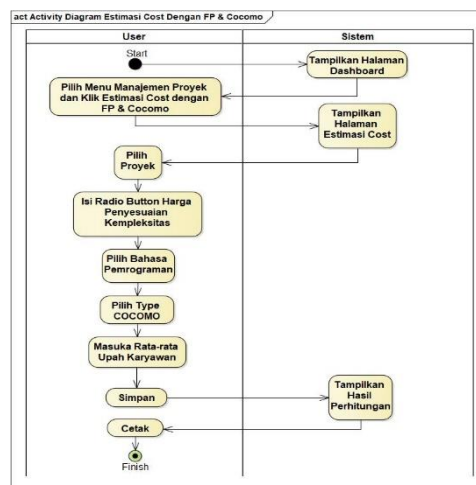 act Activity Diagram Estimasi Cost Dengan FP & Cocomo
User
Sistem
Start
Tampilkan Halaman
Dashboard
Pilih Menu Manajemen Proyek
dan Klik Estimasi Cost dengan
FP & Cocomo
Tampilkan
Halaman
Estimasi Cost
Pilih
Proyek
Isi Radio Button Harga
Penyesuaian
Kempleksitas
Pilih Bahasa
Pemrograman
Pilih Type
COCOMO
Masuka Rata-rata
Upah Karyawan
Simpan
Tampilkan
Hasil
Perhitungan
Cetak
Finish